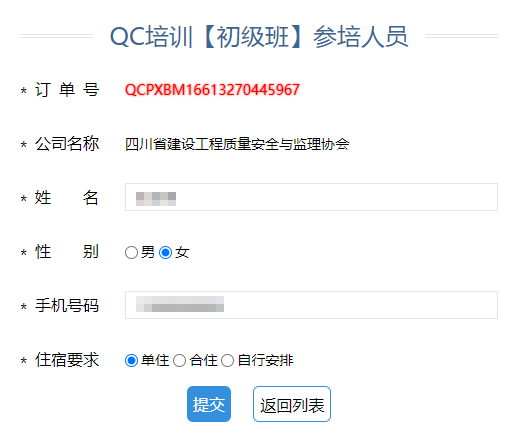 QC培训【初级班】参培人员
* 订 单 号 QCPXBM16613270445967
* 公司名称 四川省建设工程质量安全与监理协会
* 姓 名
* 性 别 男 女
* 手机号码
* 住宿要求 单住 合住 自行安排
提交 返回列表